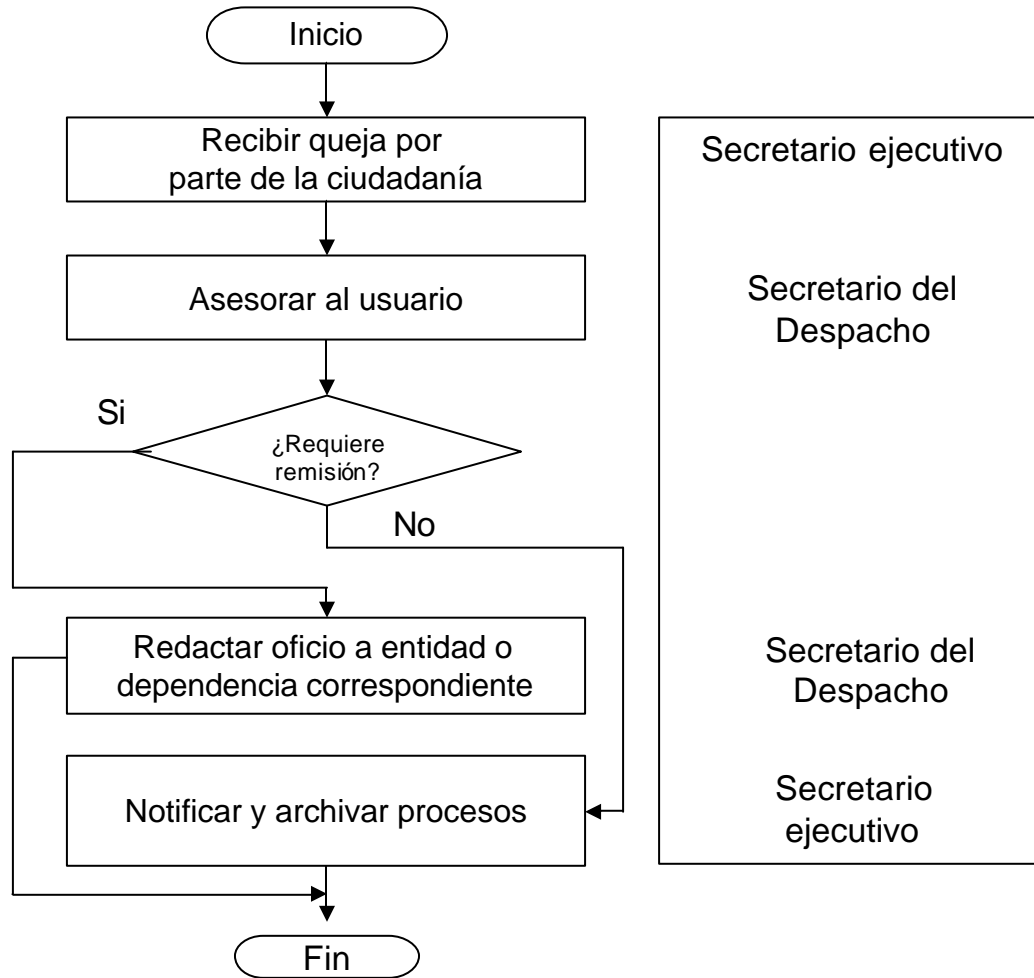 Inicio
Recibir queja por
parte de la ciudadanía
Secretario ejecutivo
Asesorar al usuario
Secretario del
Despacho
Si
¿Requiere
remisión?
No
Redactar oficio a entidad o
dependencia correspondiente
Secretario del
Despacho
Notificar y archivar procesos
Secretario
ejecutivo
Fin